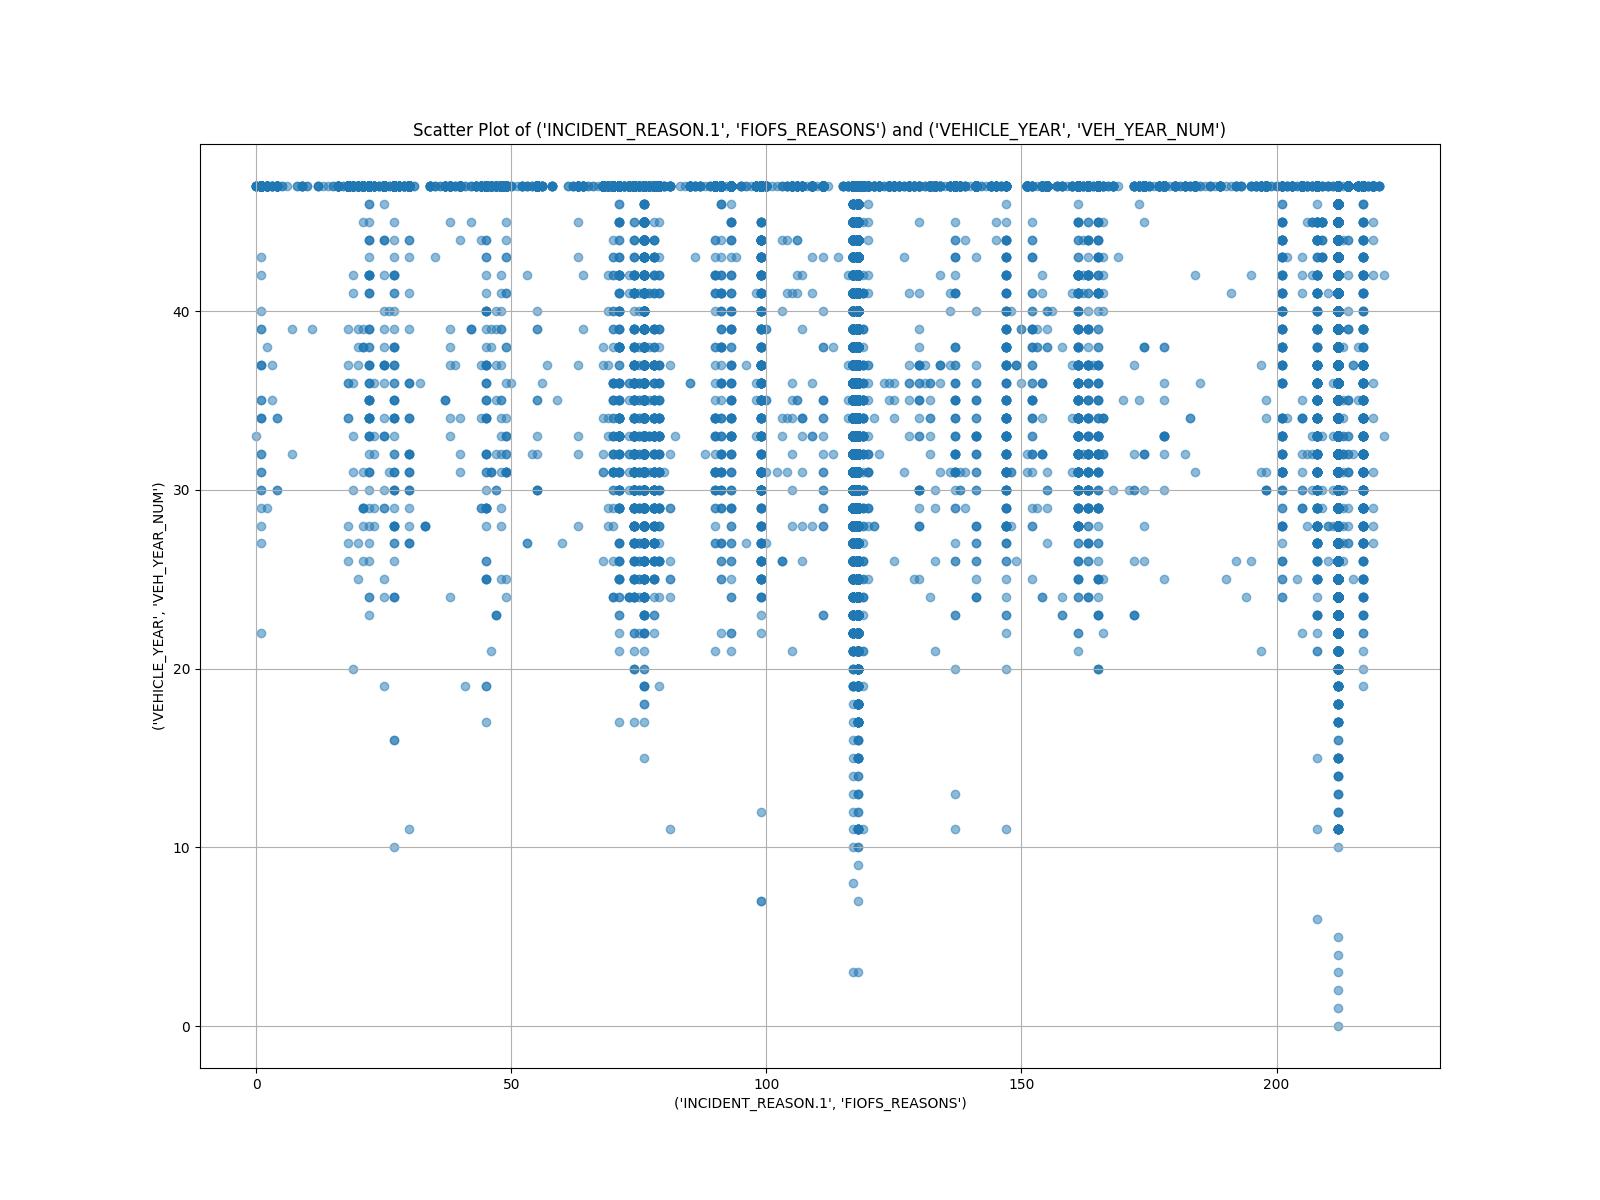 Scatter Plot of ('INCIDENT_REASON.1', 'FIOFS_REASONS') and ('VEHICLE_YEAR', 'VEH_YEAR_NUM')
('VEHICLE_YEAR', 'VEH_YEAR_NUM')
40
30
20
10
0
0 50 100 150 200
('INCIDENT_REASON.1', 'FIOFS_REASONS')